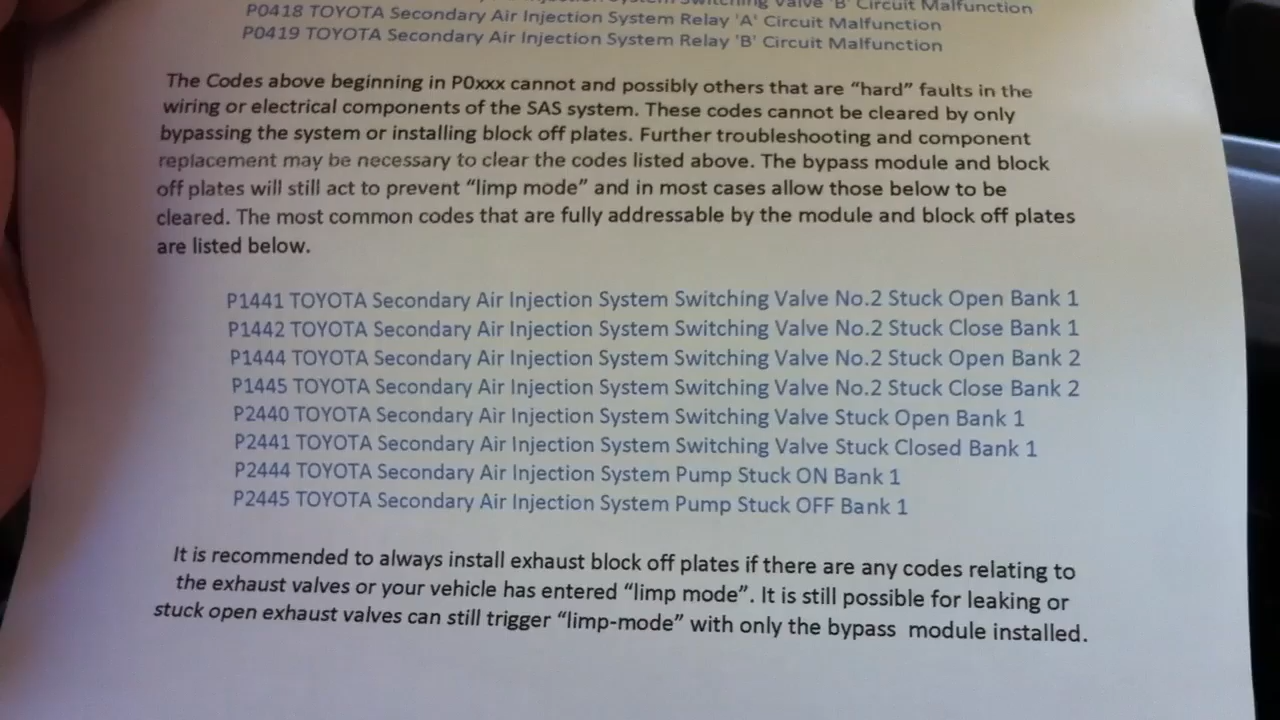 Switching Valve 'B' Circuit Malfunction
P0418 TOYOTA Secondary Air Injection System Relay 'A' Circuit Malfunction
P0419 TOYOTA Secondary Air Injection System Relay 'B' Circuit Malfunction
The Codes above beginning in P0xxx cannot and possibly others that are “hard” faults in the
wiring or electrical components of the SAS system. These codes cannot be cleared by only
bypassing the system or installing block off plates. Further troubleshooting and component
replacement may be necessary to clear the codes listed above. The bypass module and block
off plates will still act to prevent “limp mode” and in most cases allow those below to be
cleared. The most common codes that are fully addressable by the module and block off plates
are listed below.
P1441 TOYOTA Secondary Air Injection System Switching Valve No.2 Stuck Open Bank 1
P1442 TOYOTA Secondary Air Injection System Switching Valve No.2 Stuck Close Bank 1
P1444 TOYOTA Secondary Air Injection System Switching Valve No.2 Stuck Open Bank 2
P1445 TOYOTA Secondary Air Injection System Switching Valve No.2 Stuck Close Bank 2
P2440 TOYOTA Secondary Air Injection System Switching Valve Stuck Open Bank 1
P2441 TOYOTA Secondary Air Injection System Switching Valve Stuck Closed Bank 1
P2444 TOYOTA Secondary Air Injection System Pump Stuck ON Bank 1
P2445 TOYOTA Secondary Air Injection System Pump Stuck OFF Bank 1
It is recommended to always install exhaust block off plates if there are any codes relating to
the exhaust valves or your vehicle has entered “limp mode”. It is still possible for leaking or
stuck open exhaust valves can still trigger “limp-mode” with only the bypass module installed.